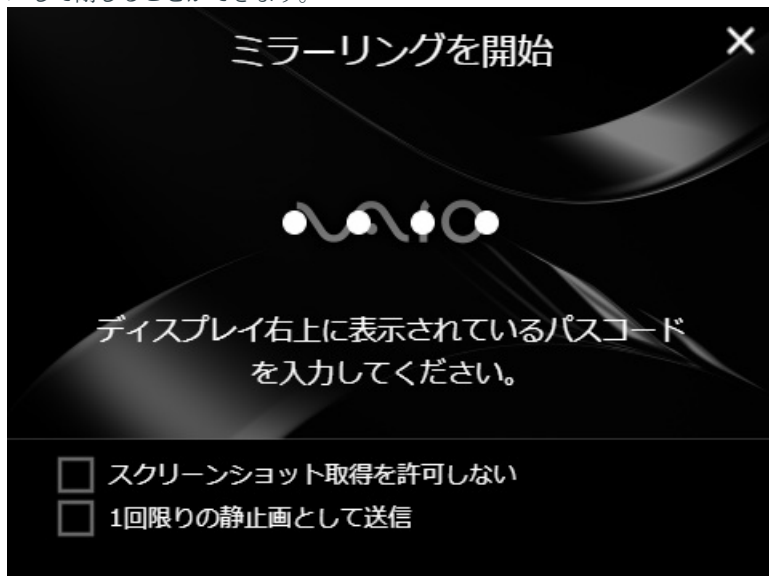 ミラーリングを開始
VAIO
ディスプレイ右上に表示されているパスコード
を入力してください。
スクリーンショット取得を許可しない
1回限りの静止画として送信